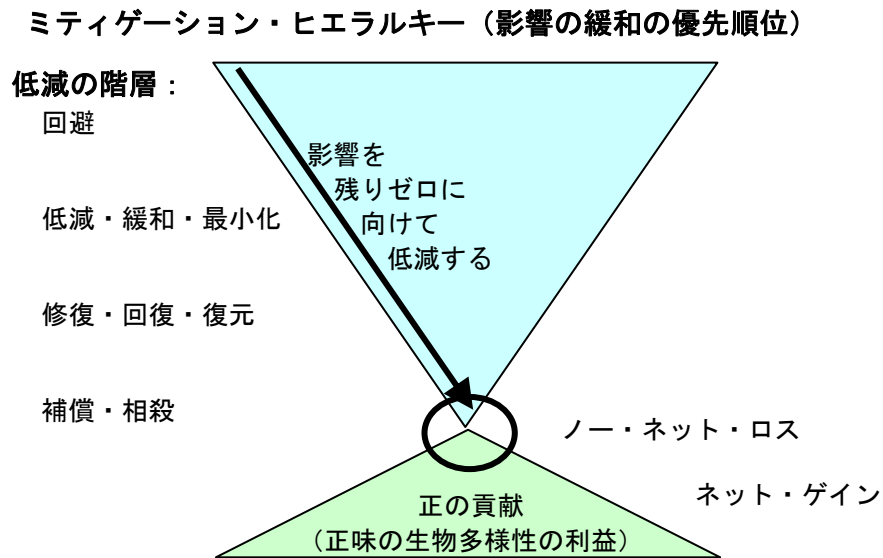 ミティゲーション・ヒエラルキー（影響の緩和の優先順位）
低減の階層：
回避
低減・緩和・最小化
修復・回復・復元
補償・相殺
影響を
残りゼロに
向けて
低減する
ノー・ネット・ロス
ネット・ゲイン
正の貢献
（正味の生物多様性の利益）